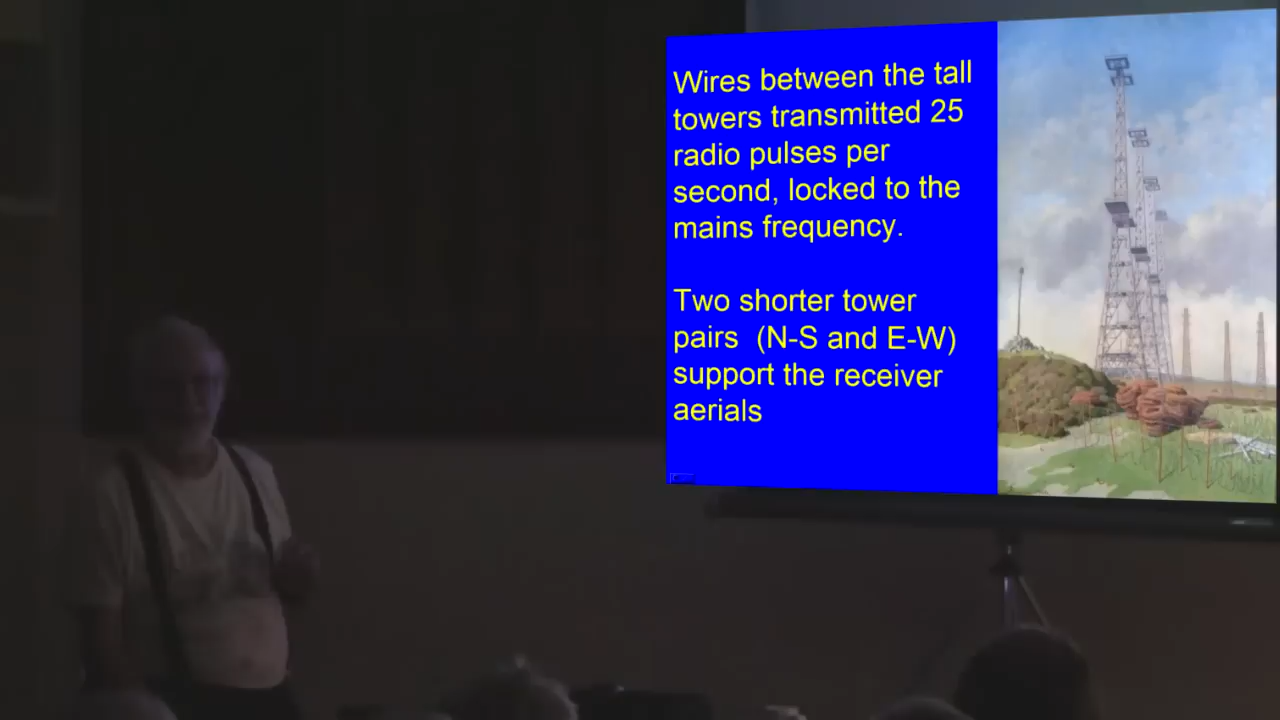 Wires between the tall
towers transmitted 25
radio pulses per
second, locked to the
mains frequency.
Two shorter tower
pairs (N-S and E-W)
support the receiver
aerials